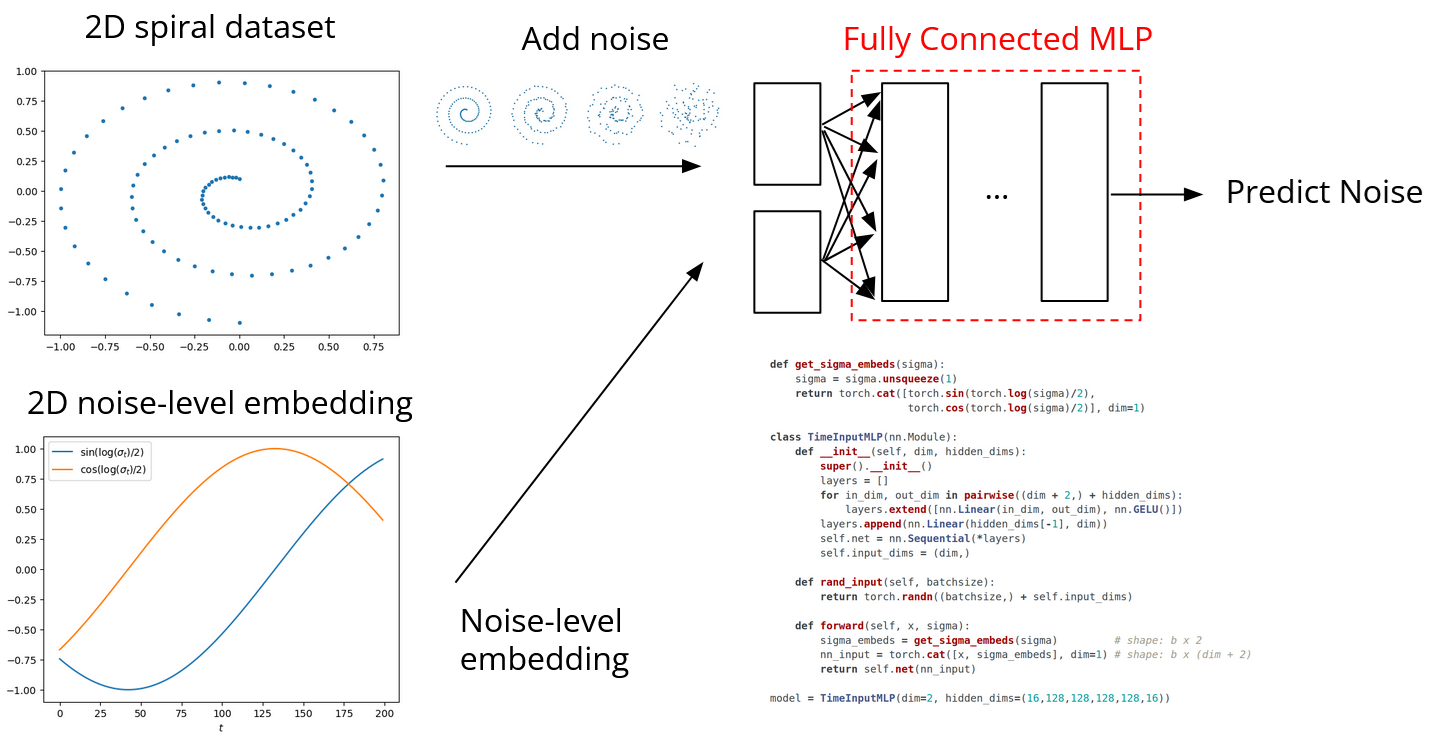 2D spiral dataset
Add noise
Fully Connected MLP
1.00
0.75
0.50
0.25
0.00
−0.25
−0.50
−0.75
−1.00
−1.00 −0.75 −0.50 −0.25 0.00 0.25 0.50 0.75
...
Predict Noise
2D noise-level embedding
sin(log(σₜ)/2)
cos(log(σₜ)/2)
1.00
0.75
0.50
0.25
0.00
−0.25
−0.50
−0.75
−1.00
0 25 50 75 100 125 150 175 200
t
Noise-level
embedding
def get_sigma_embeds(sigma):
    sigma = sigma.unsqueeze(1)
    return torch.cat([torch.sin(torch.log(sigma)/2),
                      torch.cos(torch.log(sigma)/2)], dim=1)
class TimeInputMLP(nn.Module):
    def __init__(self, dim, hidden_dims):
        super().__init__()
        layers = []
        for in_dim, out_dim in pairwise((dim + 2,) + hidden_dims):
            layers.extend([nn.Linear(in_dim, out_dim), nn.GELU()])
        layers.append(nn.Linear(hidden_dims[-1], dim))
        self.net = nn.Sequential(*layers)
        self.input_dims = (dim,)
    def rand_input(self, batchsize):
        return torch.randn((batchsize,) + self.input_dims)
    def forward(self, x, sigma):
        sigma_embeds = get_sigma_embeds(sigma)         # shape: b x 2
        nn_input = torch.cat([x, sigma_embeds], dim=1) # shape: b x (dim + 2)
        return self.net(nn_input)
model = TimeInputMLP(dim=2, hidden_dims=(16,128,128,128,128,16))